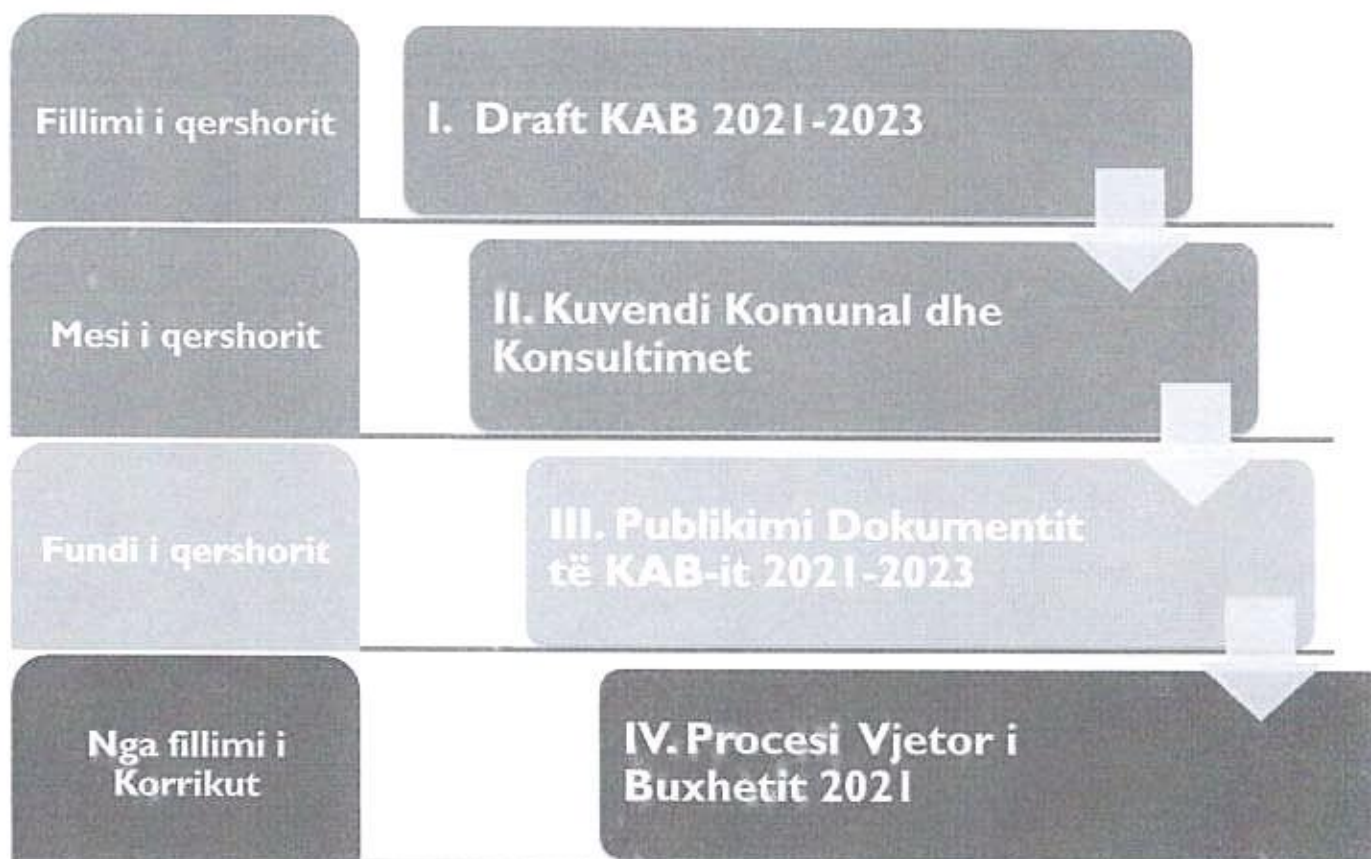 Fillimi i qershorit
I. Draft KAB 2021-2023
Mesi i qershorit
II. Kuvendi Komunal dhe
Konsultimet
Fundi i qershorit
III. Publikimi Dokumentit
të KAB-it 2021-2023
Nga fillimi i
Korrikut
IV. Procesi Vjetor i
Buxhetit 2021